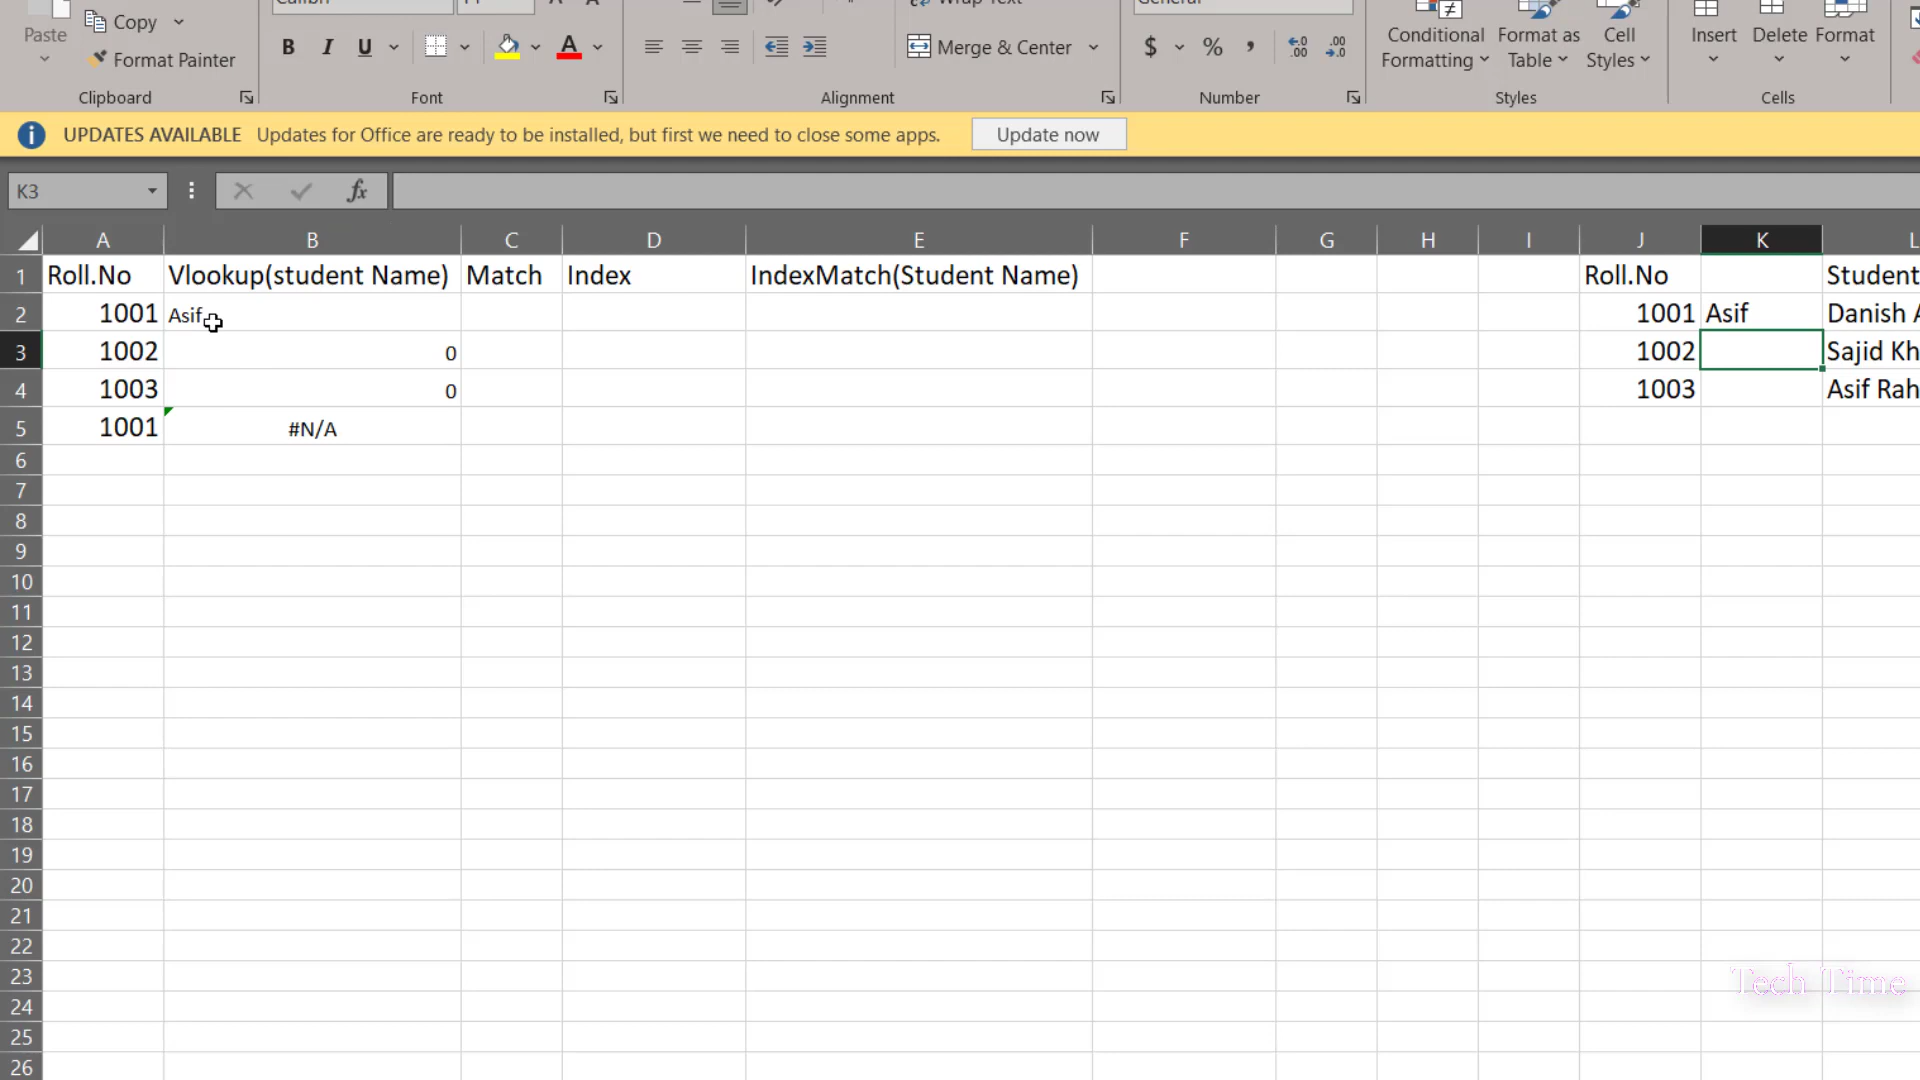 Paste
Copy
Format Painter
B I U
A
Merge & Center
$ % ,
Conditional Formatting
Format as Table
Cell Styles
Insert
Delete
Format
Clipboard
Font
Alignment
Number
Styles
Cells
UPDATES AVAILABLE Updates for Office are ready to be installed, but first we need to close some apps. Update now
K3
fx
A B C D E F G H I J K L
1 Roll.No Vlookup(student Name) Match Index IndexMatch(Student Name) Roll.No Student
2 1001 Asif 1001 Asif Danish A
3 1002 0 1002 Sajid Kh
4 1003 0 1003 Asif Rah
5 1001 #N/A
6
7
8
9
10
11
12
13
14
15
16
17
18
19
20
21
22
23
Tech Time
24
25
26